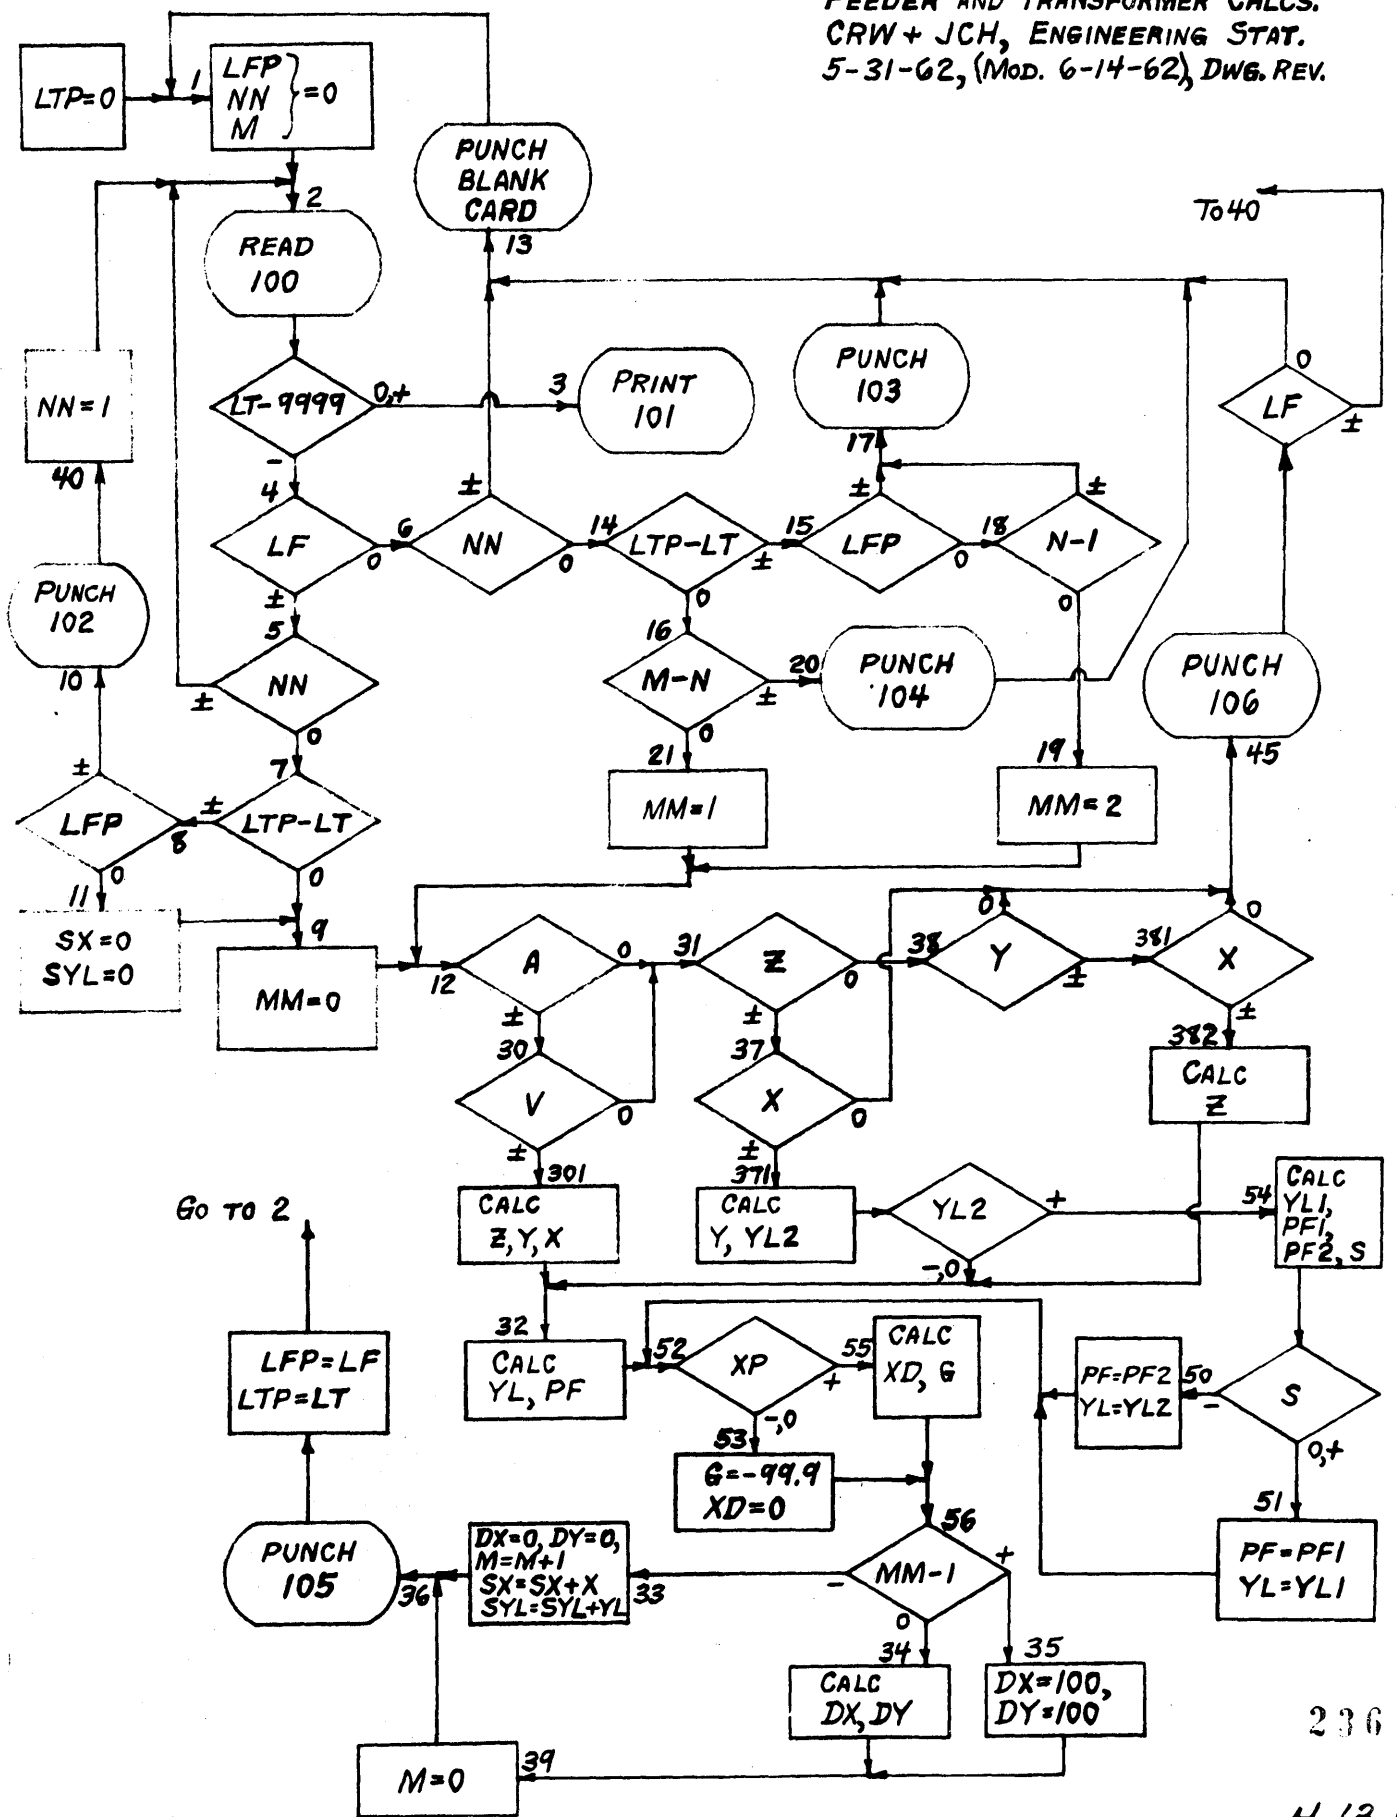 FEEDER AND TRANSFORMER CALCS.
CRW + JCH, ENGINEERING STAT.
5-31-62, (MOD. 6-14-62), DWG. REV.
LTP=0
1
LFP
NN
M
}=0
PUNCH
BLANK
CARD
13
2
READ
100
To 40
NN=1
40
LT-9999
0,+
-
3
PRINT
101
PUNCH
103
17
LF
0
±
4
LF
0
±
6
NN
±
0
14
LTP-LT
±
0
15
LFP
±
0
18
N-1
±
0
PUNCH
102
10
5
NN
±
0
16
M-N
±
0
20
PUNCH
104
PUNCH
106
45
LFP
±
0
8
7
LTP-LT
±
0
21
MM=1
19
MM=2
11
SX=0
SYL=0
9
MM=0
12
A
0
±
31
Z
0
±
38
Y
0
±
381
X
0
±
30
V
0
±
37
X
0
±
382
CALC
Z
301
CALC
Z, Y, X
371
CALC
Y, YL2
YL2
+
-,0
54
CALC
YL1,
PF1,
PF2, S
GO TO 2
LFP=LF
LTP=LT
32
CALC
YL, PF
52
XP
+
-,0
55
CALC
XD, G
PF=PF2
YL=YL2
50
S
-
0,+
53
G=-99.9
XD=0
51
PF=PF1
YL=YL1
PUNCH
105
36
DX=0, DY=0,
M=M+1
SX=SX+X
SYL=SYL+YL
33
56
MM-1
-
+
0
34
CALC
DX, DY
35
DX=100,
DY=100
M=0
39
236